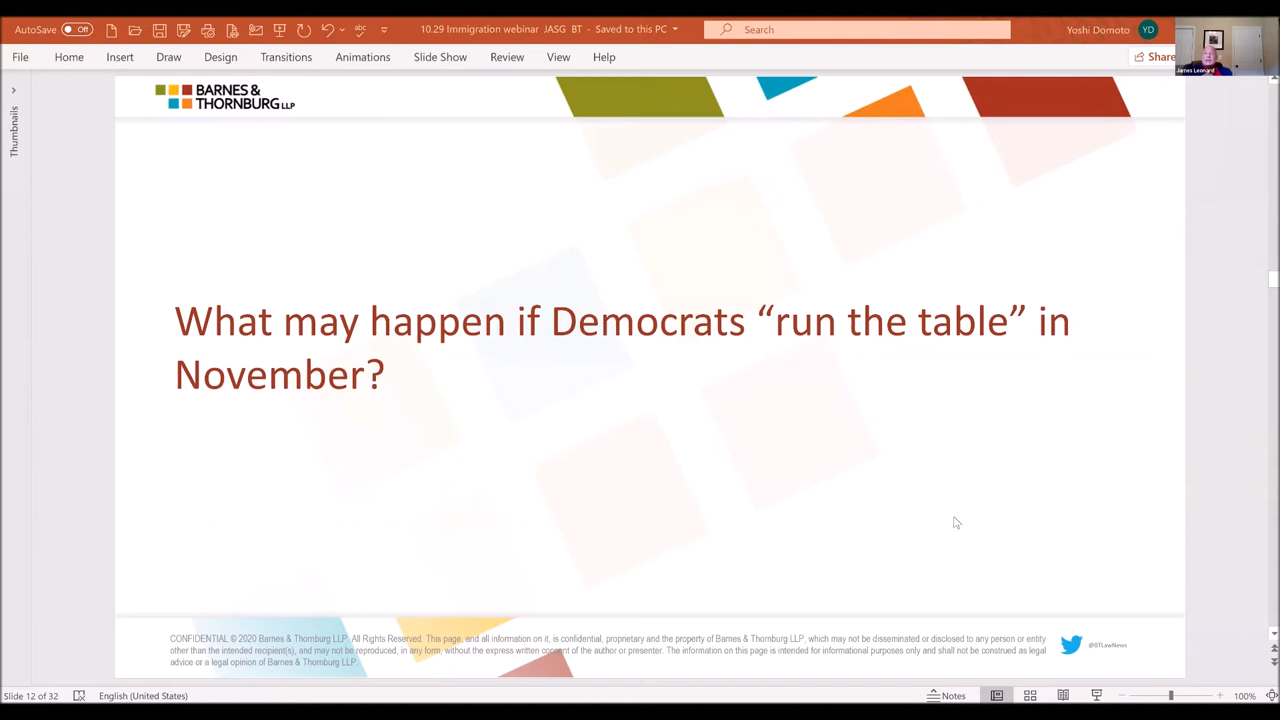 AutoSave Off 10.29 Immigration webinar JASG BT - Saved to this PC Search Yoshi Domoto YD
File Home Insert Draw Design Transitions Animations Slide Show Review View Help Share
James Leonard
Thumbnails
BARNES &
THORNBURG LLP
What may happen if Democrats “run the table” in
November?
CONFIDENTIAL © 2020 Barnes & Thornburg LLP. All Rights Reserved. This page, and all information on it, is confidential, proprietary and the property of Barnes & Thornburg LLP, which may not be disseminated or disclosed to any person or entity
other than the intended recipient(s), and may not be reproduced, in any form, without the express written consent of the author or presenter. The information on this page is intended for informational purposes only and shall not be construed as legal
advice or a legal opinion of Barnes & Thornburg LLP.
@BTLawNews
Slide 12 of 32 English (United States) Notes 100%